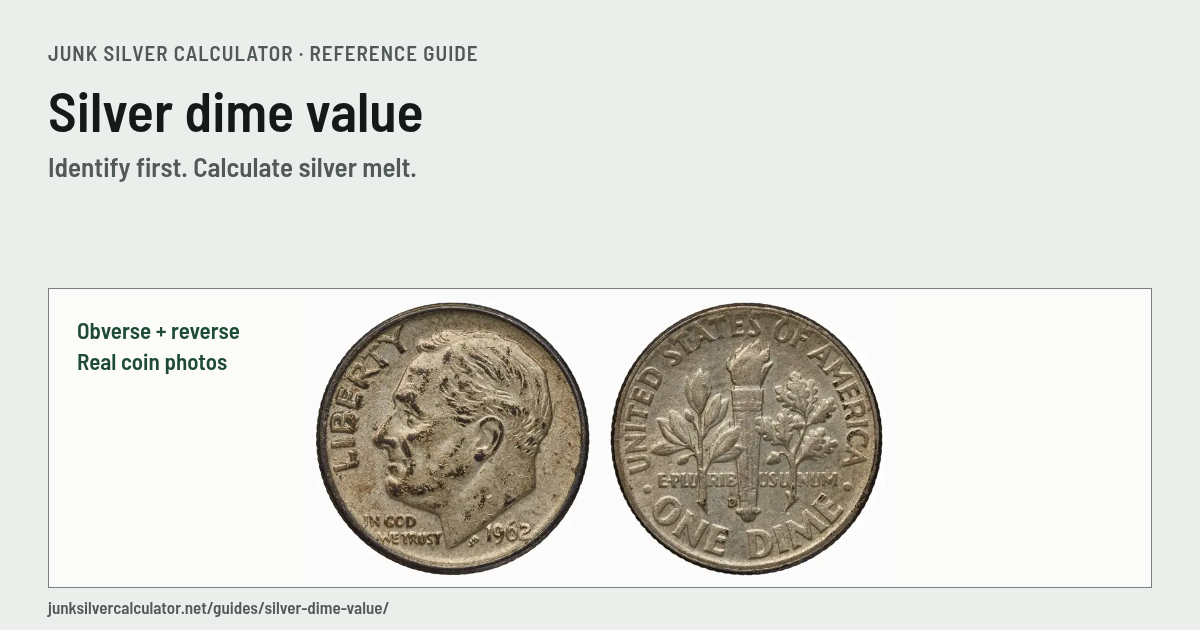 JUNK SILVER CALCULATOR · REFERENCE GUIDE
Silver dime value
Identify first. Calculate silver melt.
Obverse + reverse
Real coin photos
LIBERTY
IN GOD
WE TRUST
JS
1962
UNITED STATES OF AMERICA
E PLURIBUS UNUM
D
ONE DIME
junksilvercalculator.net/guides/silver-dime-value/